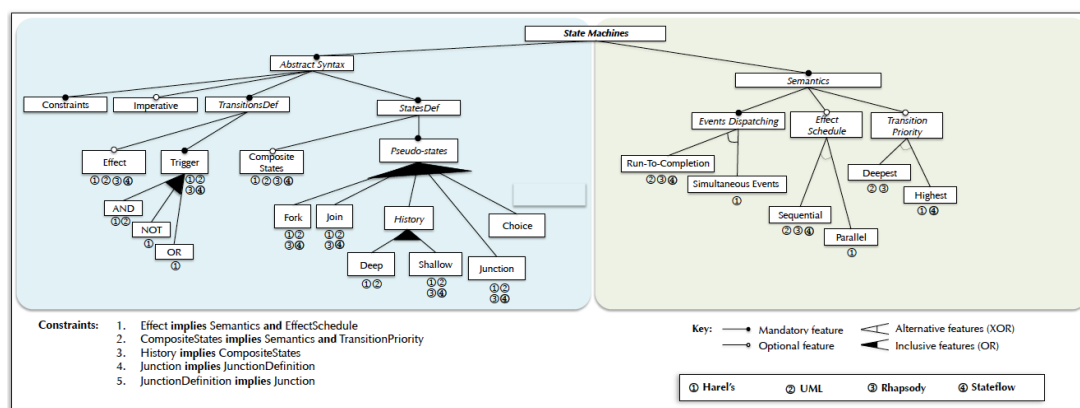 State Machines
Abstract Syntax
Semantics
Constraints
Imperative
TransitionsDef
StatesDef
Events Dispatching
Effect
Schedule
Transition
Priority
Effect
①②③④
Trigger
①②
③④
Composite
States
①②③④
Pseudo-states
Run-To-Completion
②③④
Simultaneous Events
①
Deepest
②③
Highest
①④
AND
①②
NOT
①
OR
①
Fork
①②
③④
Join
①②
③④
History
Choice
Sequential
②③④
Parallel
①
Deep
①②
Shallow
①②
③④
Junction
①②
③④
Constraints:
1. Effect implies Semantics and EffectSchedule
2. CompositeStates implies Semantics and TransitionPriority
3. History implies CompositeStates
4. Junction implies JunctionDefinition
5. JunctionDefinition implies Junction
Key:
Mandatory feature
Alternative features (XOR)
Optional feature
Inclusive features (OR)
① Harel's ② UML ③ Rhapsody ④ Stateflow